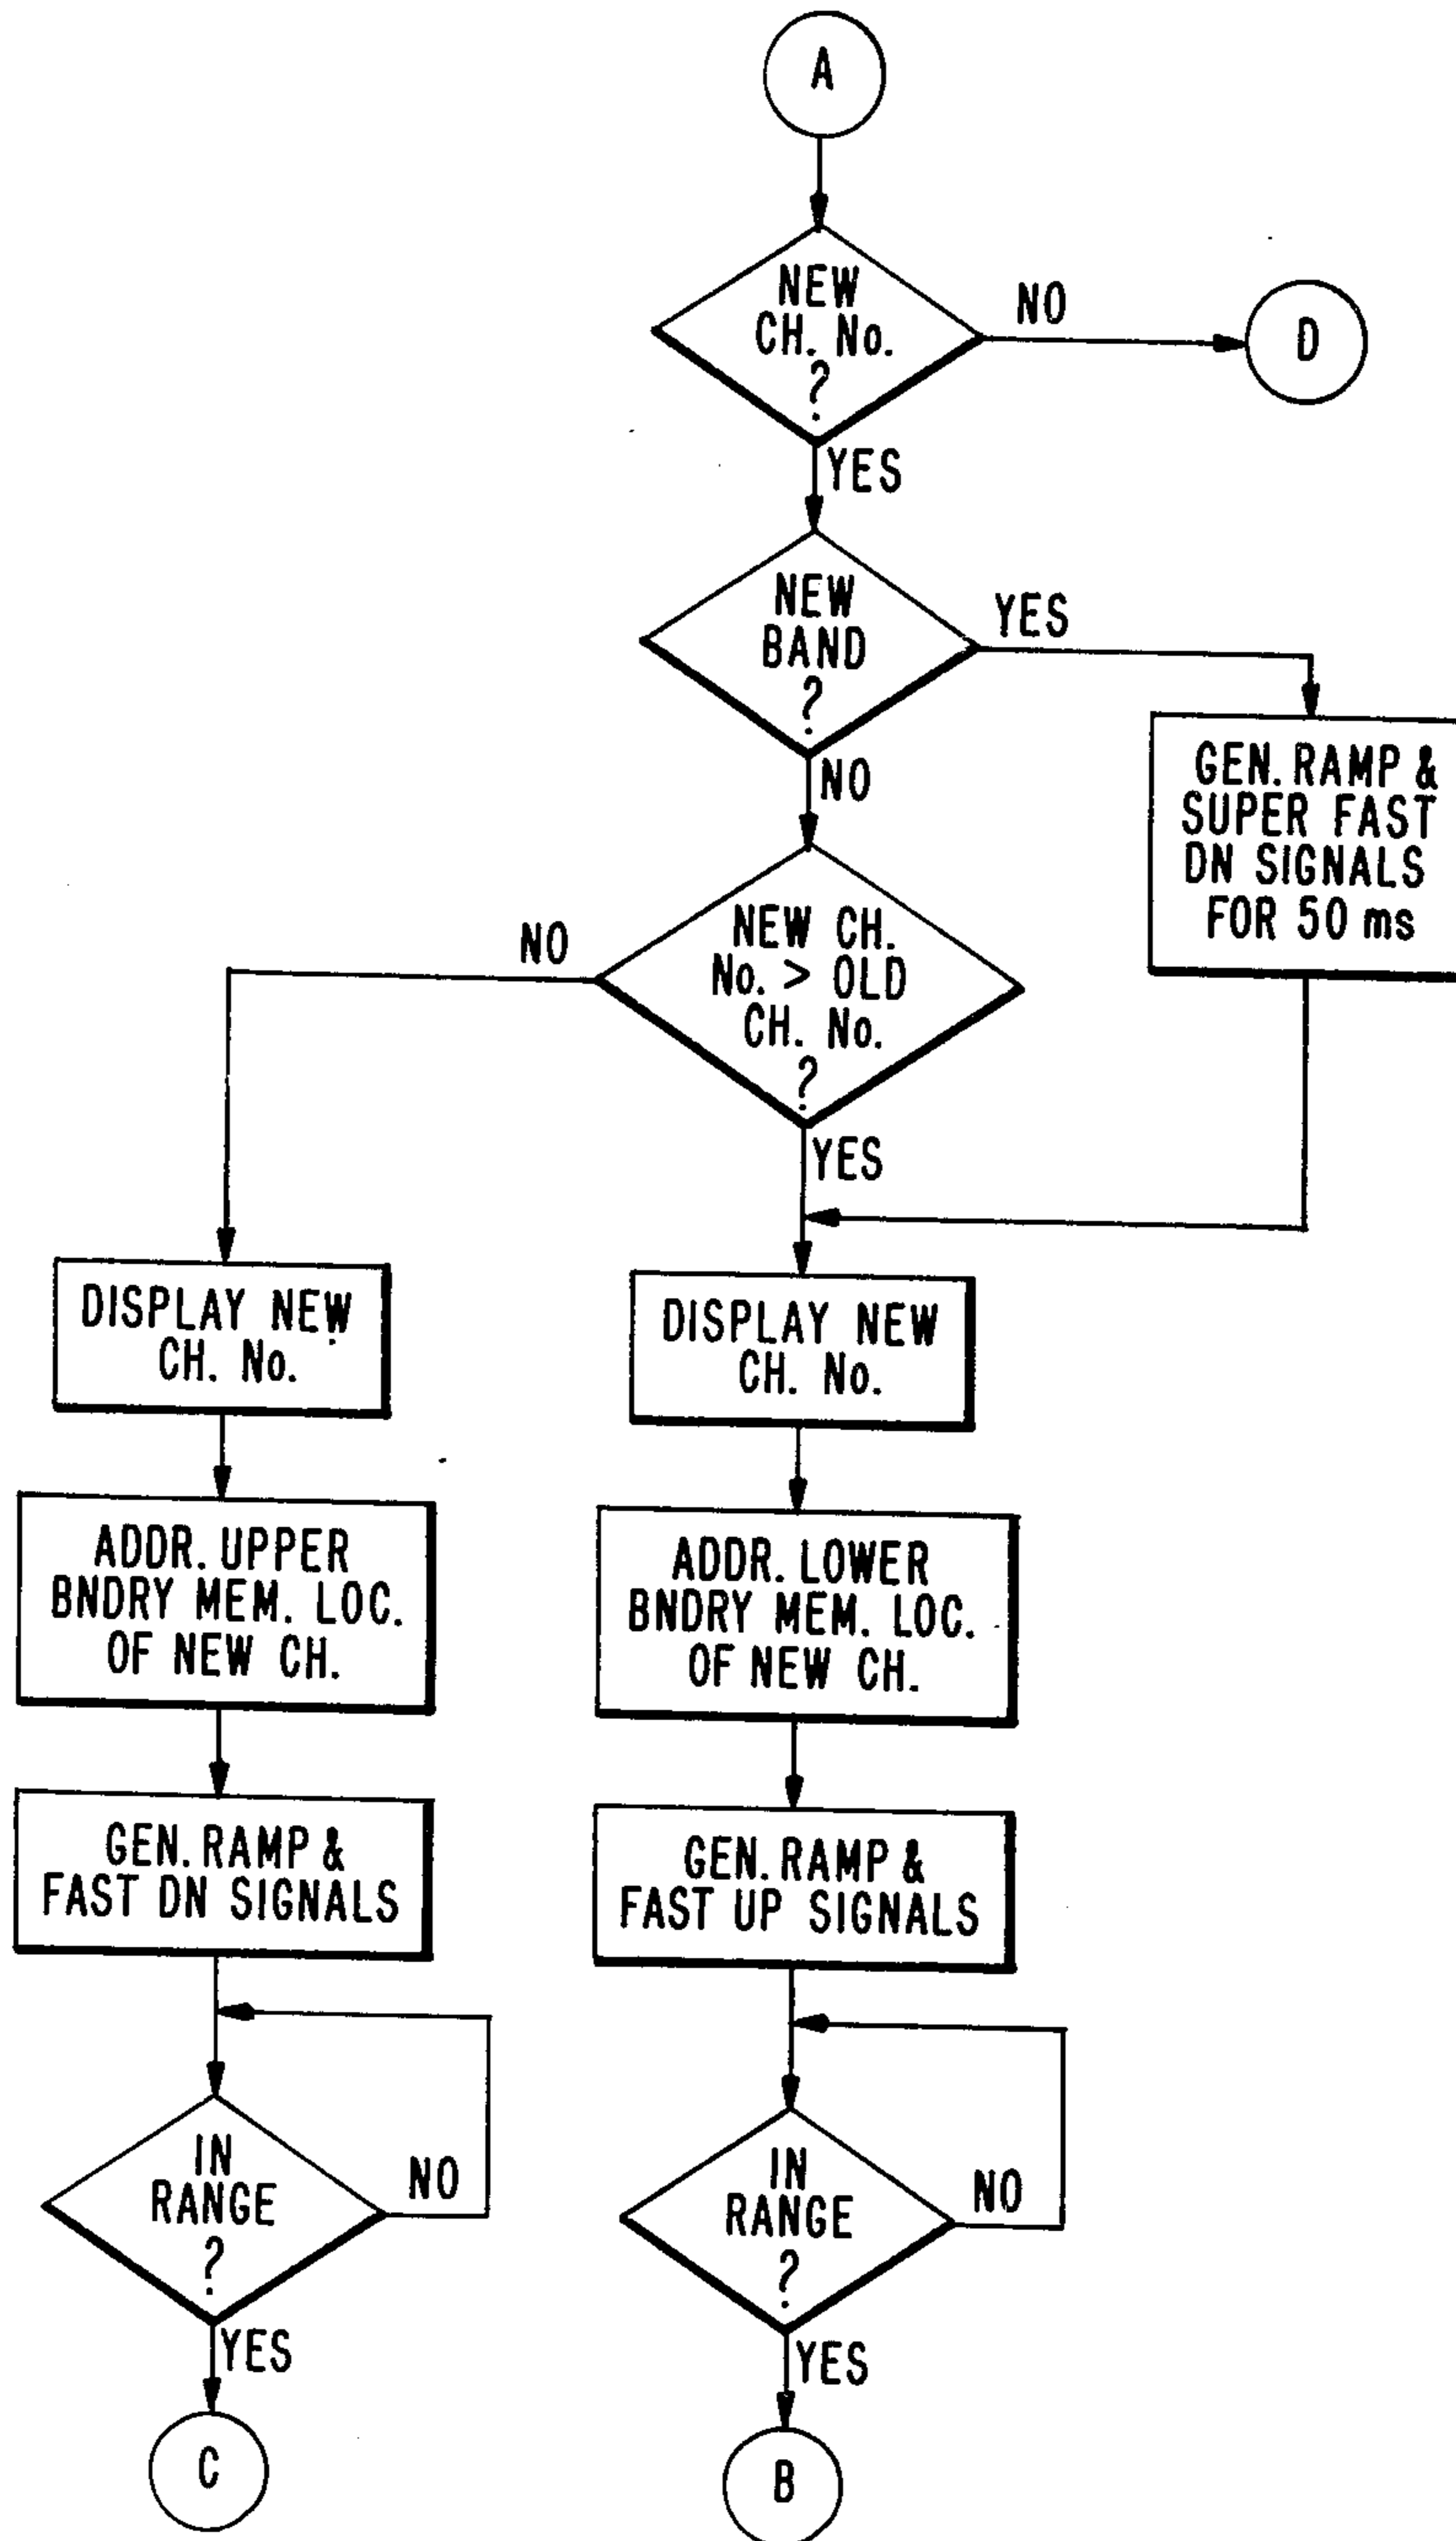 A
NEW
CH. No.
?
NO
D
YES
NEW
BAND
?
YES
NO
GEN. RAMP &
SUPER FAST
DN SIGNALS
FOR 50 ms
NEW CH.
No. > OLD
CH. No.
?
NO
YES
DISPLAY NEW
CH. No.
ADDR. UPPER
BNDRY MEM. LOC.
OF NEW CH.
GEN. RAMP &
FAST DN SIGNALS
IN
RANGE
?
NO
YES
C
DISPLAY NEW
CH. No.
ADDR. LOWER
BNDRY MEM. LOC.
OF NEW CH.
GEN. RAMP &
FAST UP SIGNALS
IN
RANGE
?
NO
YES
B